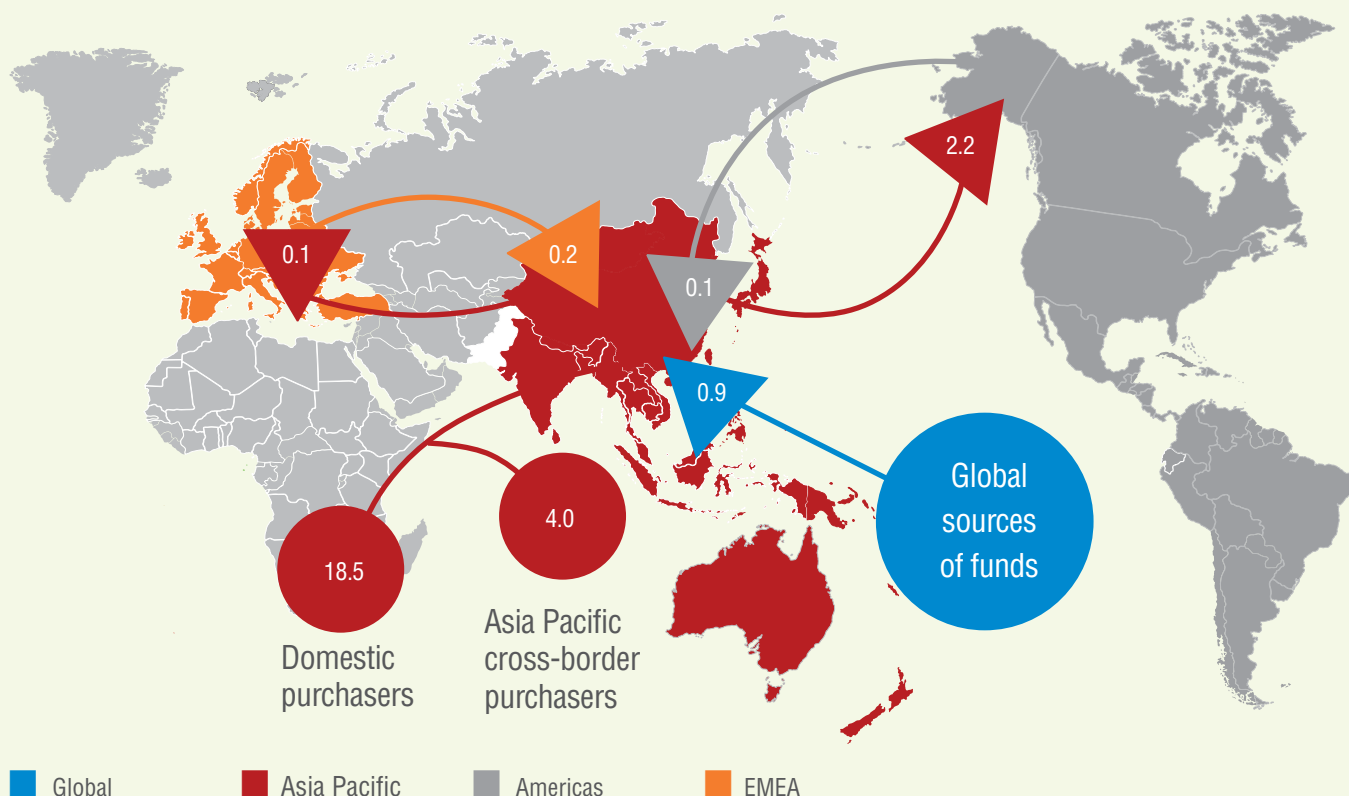 2.2
0.1
0.2
0.1
0.9
Global
sources
of funds
4.0
18.5
Asia Pacific
cross-border
purchasers
Domestic
purchasers
Global
Asia Pacific
Americas
EMEA